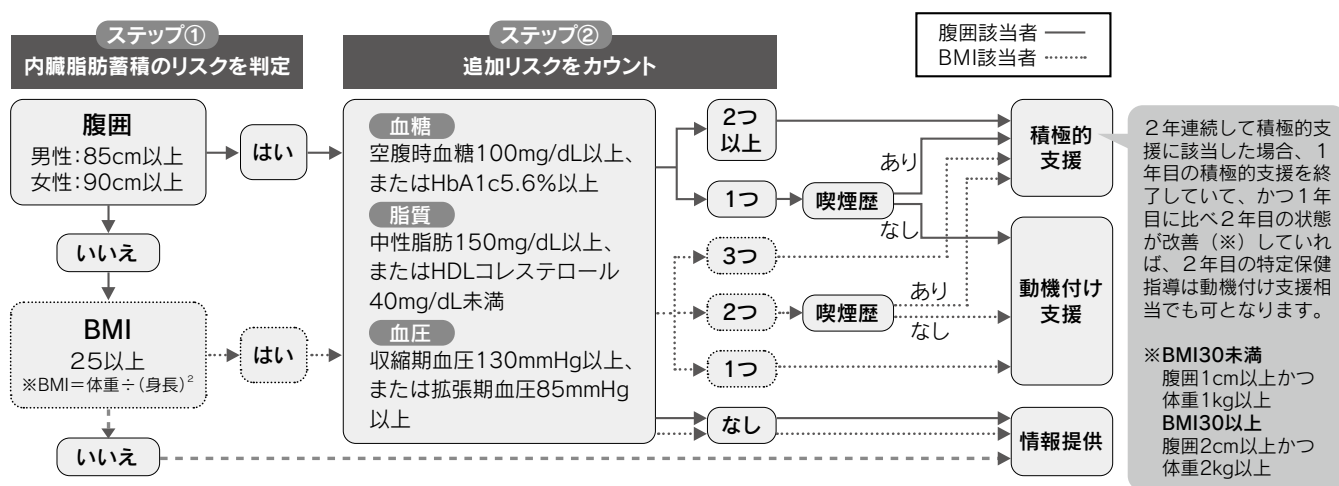 ステップ①
内臓脂肪蓄積のリスクを判定
腹囲
男性:85cm以上
女性:90cm以上
はい
いいえ
BMI
25以上
※BMI=体重÷(身長)²
はい
いいえ
ステップ②
追加リスクをカウント
血糖
空腹時血糖100mg/dL以上、
またはHbA1c5.6%以上
脂質
中性脂肪150mg/dL以上、
またはHDLコレステロール
40mg/dL未満
血圧
収縮期血圧130mmHg以上、
または拡張期血圧85mmHg
以上
2つ
以上
1つ
喫煙歴
あり
なし
3つ
2つ
喫煙歴
あり
なし
1つ
なし
腹囲該当者
BMI該当者
積極的
支援
動機付け
支援
情報提供
2年連続して積極的支
援に該当した場合、1
年目の積極的支援を終
了していて、かつ1年
目に比べ2年目の状態
が改善(※)していれ
ば、2年目の特定保健
指導は動機付け支援相
当でも可となります。
※BMI30未満
腹囲1cm以上かつ
体重1kg以上
BMI30以上
腹囲2cm以上かつ
体重2kg以上